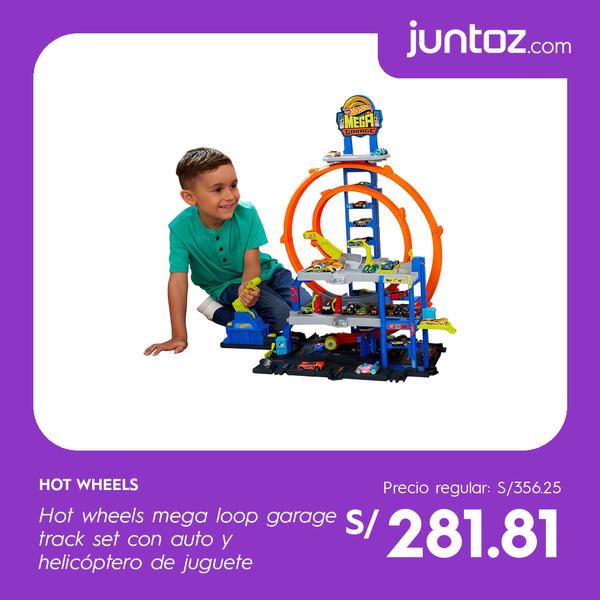 juntoz.com
MEGA
GARAGE
HOT WHEELS
Hot wheels mega loop garage
track set con auto y
helicóptero de juguete
Precio regular: S/356.25
S/ 281.81